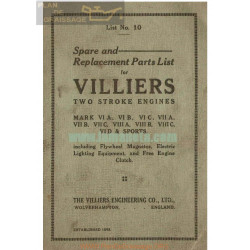 List No. 10
Spare and
Replacement Parts List
for
VILLIERS
TWO STROKE ENGINES
MARK VI A, VI B, VI C, VII A,
VII B, VII C, VIII A, VIII B, VIII C,
& SPORTS.
including Flywheel Magnetos, Electric
Lighting Equipment, and Free Engine
Clutch.
THE VILLIERS ENGINEERING CO., LTD.,
WOLVERHAMPTON, ENGLAND.
ESTABLISHED 1898.